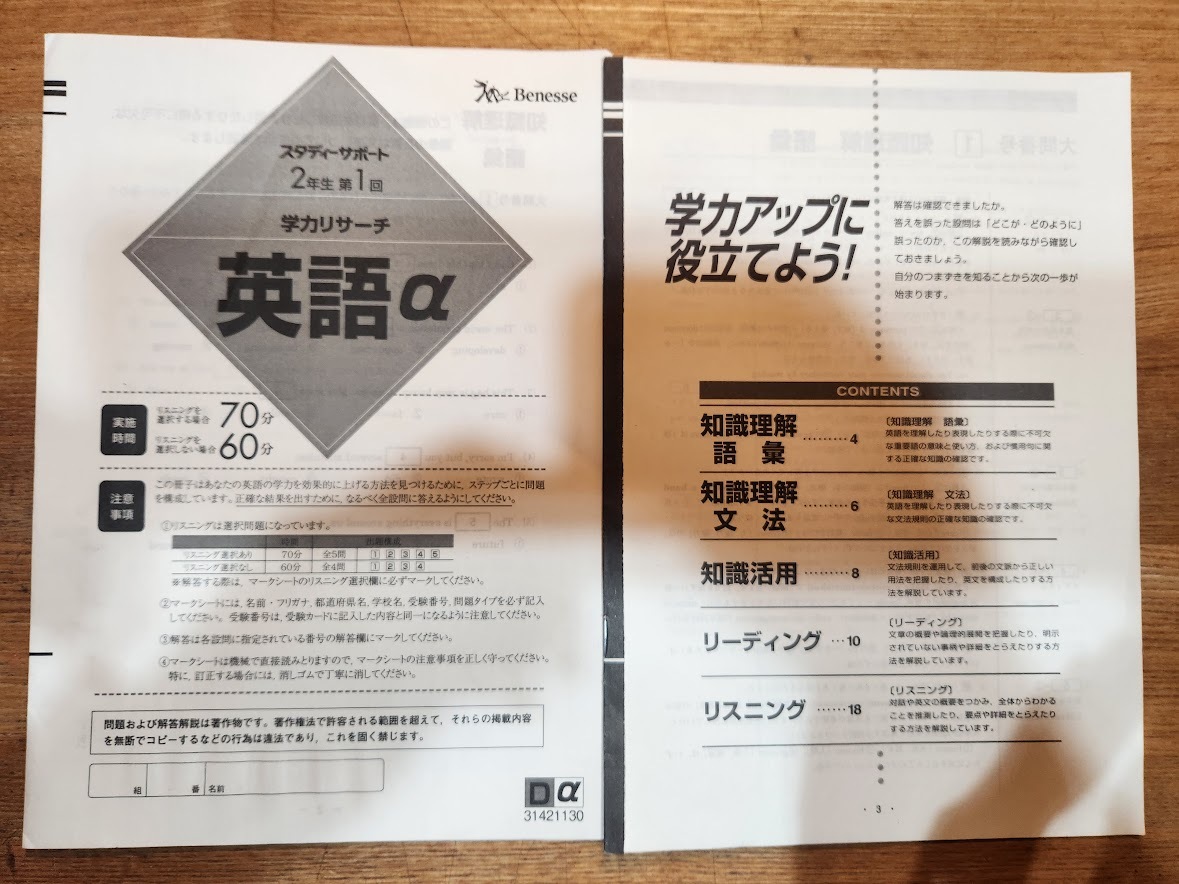 Benesse
スタディーサポート
2年生 第1回
学力リサーチ
英語α
実施時間
リスニングを選択する場合 70分
リスニングを選択しない場合 60分
注意事項
この冊子はあなたの英語の学力を効果的に上げる方法を見つけるために、ステップごとに問題
を構成しています。正確な結果を出すために、なるべく全設問に答えるようにしてください。
①リスニングは選択問題になっています。
時間 出題構成
リスニング選択あり 70分 全5問 1 2 3 4 5
リスニング選択なし 60分 全4問 1 2 3 4
※解答する際は、マークシートのリスニング選択欄に必ずマークしてください。
②マークシートには、名前・フリガナ、都道府県名、学校名、受験番号、問題タイプを必ず記入
してください。受験番号は、受験カードに記入した内容と同一になるように注意してください。
③解答は各設問に指定されている番号の解答欄にマークしてください。
④マークシートは機械で直接読みとりますので、マークシートの注意事項を正しく守ってください。
特に、訂正する場合には、消しゴムで丁寧に消してください。
問題および解答解説は著作物です。著作権法で許容される範囲を超えて、それらの掲載内容
を無断でコピーするなどの行為は違法であり、これを固く禁じます。
組 番 名前
Dα
31421130
学力アップに
役立てよう!
解答は確認できましたか。
答えを誤った設問は「どこが・どのように」
誤ったのか、この解説を読みながら確認し
ておきましょう。
自分のつまずきを知ることから次の一歩が
始まります。
CONTENTS
知識理解
語彙 ………4
〔知識理解 語彙〕
英語を理解したり表現したりする際に不可欠
な重要語の意味と使い方、および慣用句に関
する正確な知識の確認です。
知識理解
文法 ………6
〔知識理解 文法〕
英語を理解したり表現したりする際に不可欠
な文法規則の正確な知識の確認です。
知識活用 ………8
〔知識活用〕
文法規則を運用して、前後の文脈から正しい
用法を把握したり、英文を構成したりする方
法を解説しています。
リーディング …10
〔リーディング〕
文章の概要や論理的展開を把握したり、明示
されていない事柄や詳細をとらえたりする方
法を解説しています。
リスニング ……18
〔リスニング〕
対話や英文の概要をつかみ、全体からわかる
ことを推測したり、要点や詳細をとらえたり
する方法を解説しています。
・3・